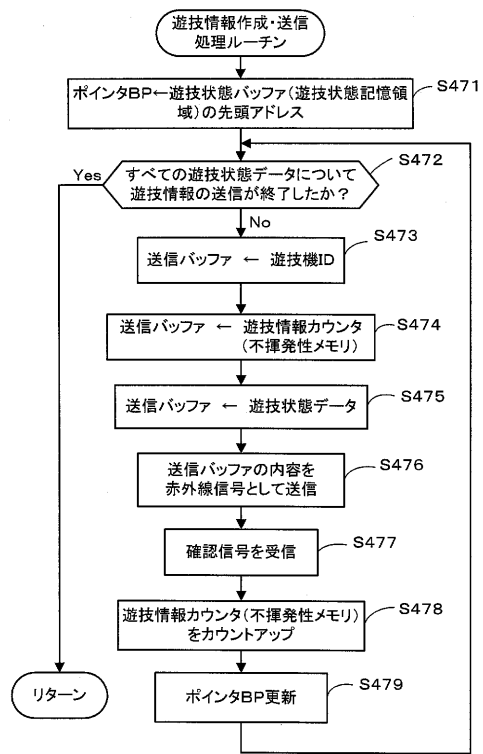 遊技情報作成・送信
処理ルーチン
S471
ポインタBP←遊技状態バッファ(遊技状態記憶領
域)の先頭アドレス
S472
Yes
すべての遊技状態データについて
遊技情報の送信が終了したか?
No
S473
送信バッファ ← 遊技機ID
S474
送信バッファ ← 遊技情報カウンタ
(不揮発性メモリ)
S475
送信バッファ ← 遊技状態データ
S476
送信バッファの内容を
赤外線信号として送信
S477
確認信号を受信
S478
遊技情報カウンタ(不揮発性メモリ)
をカウントアップ
S479
リターン
ポインタBP更新